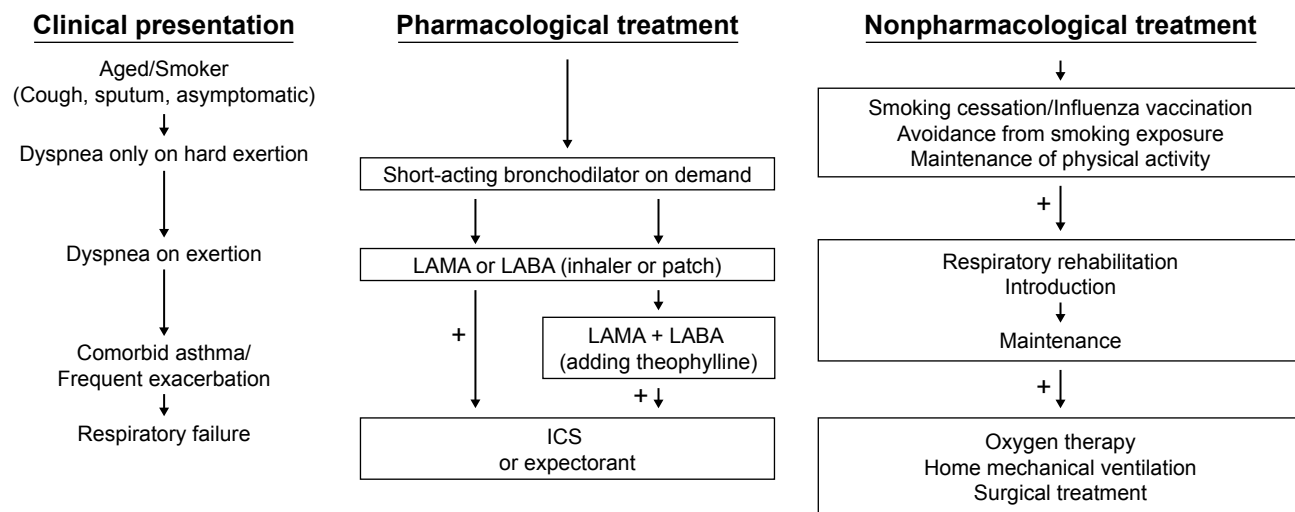 Clinical presentation
Aged/Smoker
(Cough, sputum, asymptomatic)
Dyspnea only on hard exertion
Dyspnea on exertion
Comorbid asthma/
Frequent exacerbation
Respiratory failure
Pharmacological treatment
Short-acting bronchodilator on demand
LAMA or LABA (inhaler or patch)
+
LAMA + LABA
(adding theophylline)
+
ICS
or expectorant
Nonpharmacological treatment
Smoking cessation/Influenza vaccination
Avoidance from smoking exposure
Maintenance of physical activity
+
Respiratory rehabilitation
Introduction
Maintenance
+
Oxygen therapy
Home mechanical ventilation
Surgical treatment